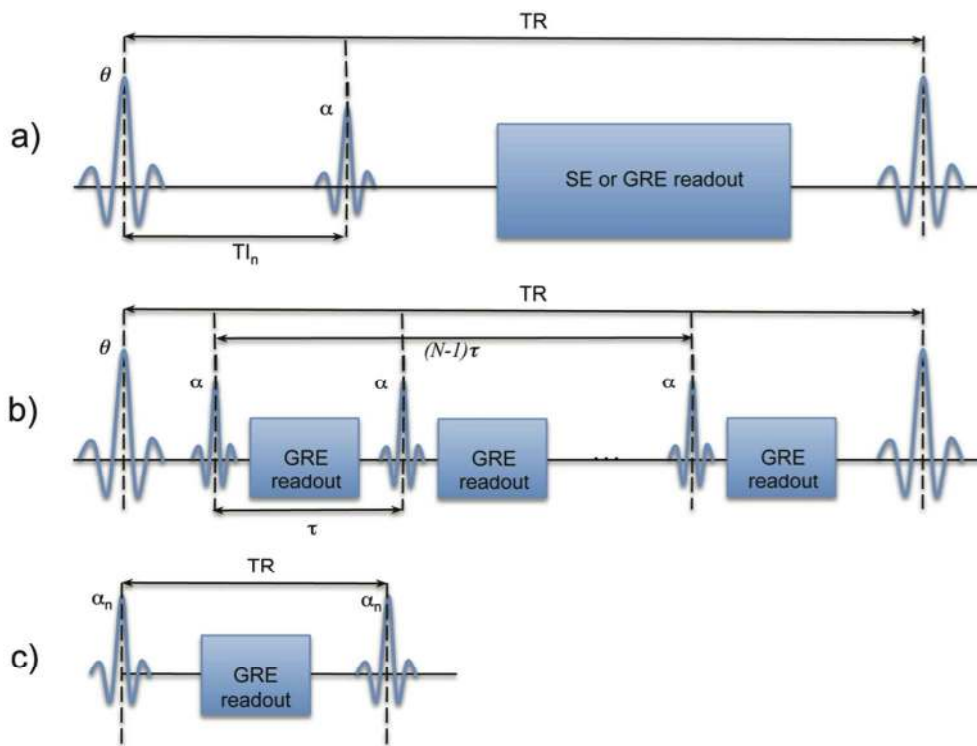 TR
θ
α
a)
SE or GRE readout
TIₙ
TR
θ
(N-1)τ
α
α
α
b)
GRE
readout
GRE
readout
...
GRE
readout
τ
TR
αₙ
αₙ
c)
GRE
readout